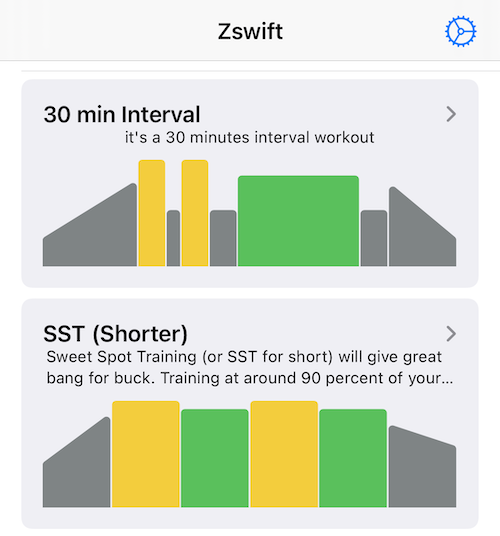 Zswift
30 min Interval
it's a 30 minutes interval workout
SST (Shorter)
Sweet Spot Training (or SST for short) will give great
bang for buck. Training at around 90 percent of your...